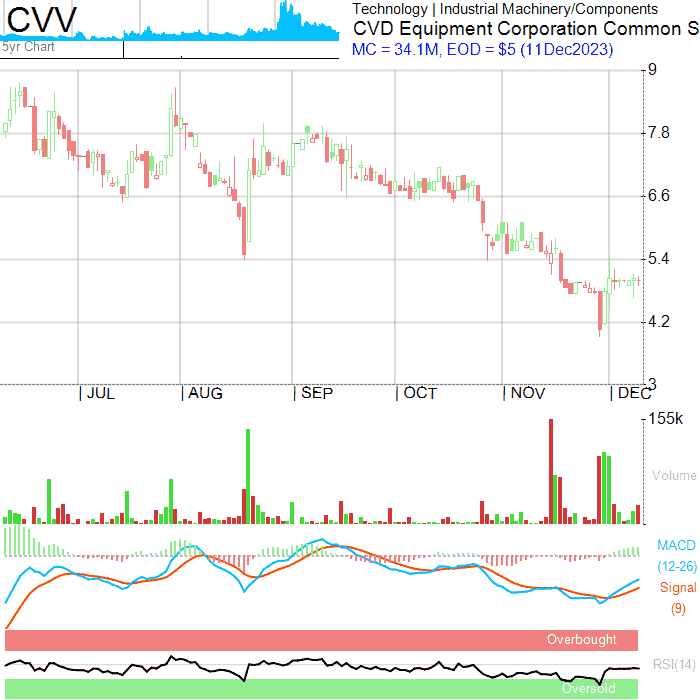 CVV
5yr Chart
Technology | Industrial Machinery/Components
CVD Equipment Corporation Common S
MC = 34.1M, EOD = $5 (11Dec2023)
9
7.8
6.6
5.4
4.2
3
JUL
AUG
SEP
OCT
NOV
DEC
155k
Volume
MACD
(12-26)
Signal
(9)
Overbought
RSI(14)
Oversold